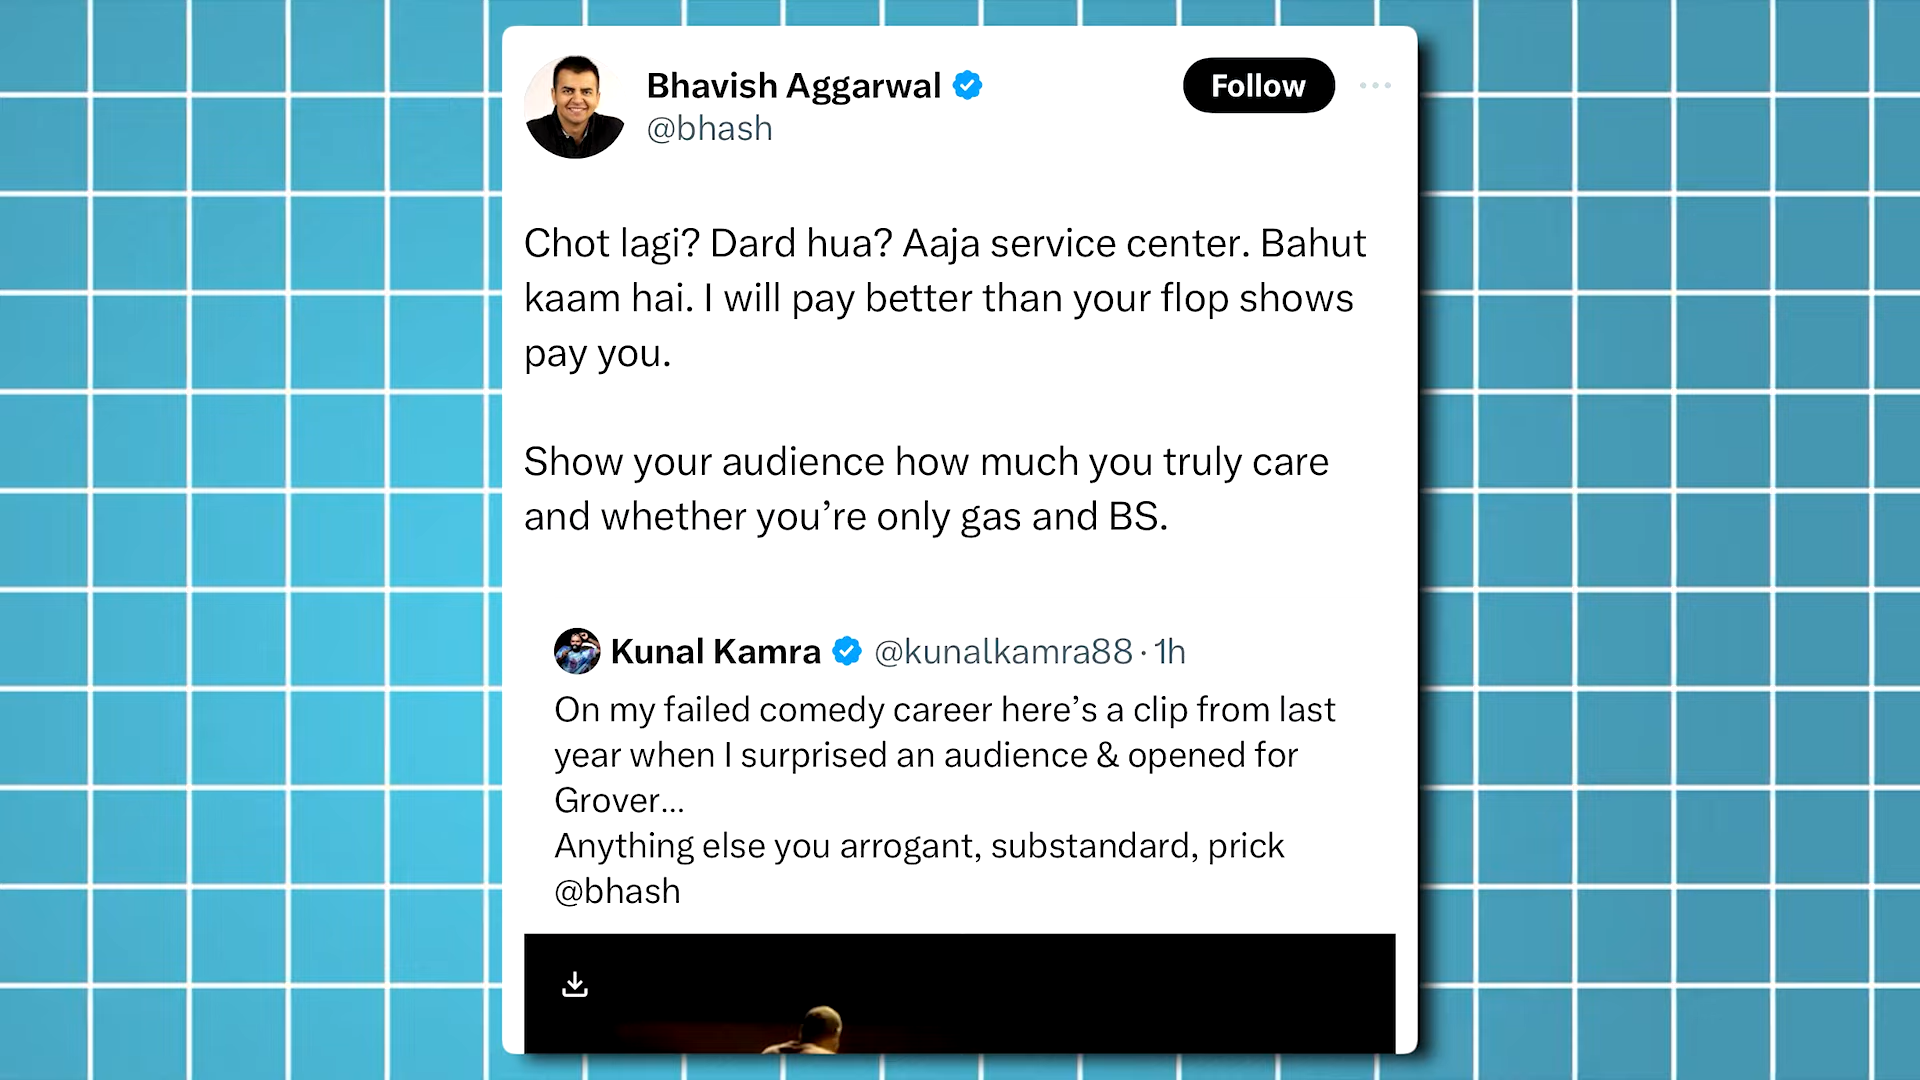 Bhavish Aggarwal
Follow
@bhash
Chot lagi? Dard hua? Aaja service center. Bahut
kaam hai. I will pay better than your flop shows
pay you.
Show your audience how much you truly care
and whether you’re only gas and BS.
Kunal Kamra @kunalkamra88 · 1h
On my failed comedy career here’s a clip from last
year when I surprised an audience & opened for
Grover...
Anything else you arrogant, substandard, prick
@bhash